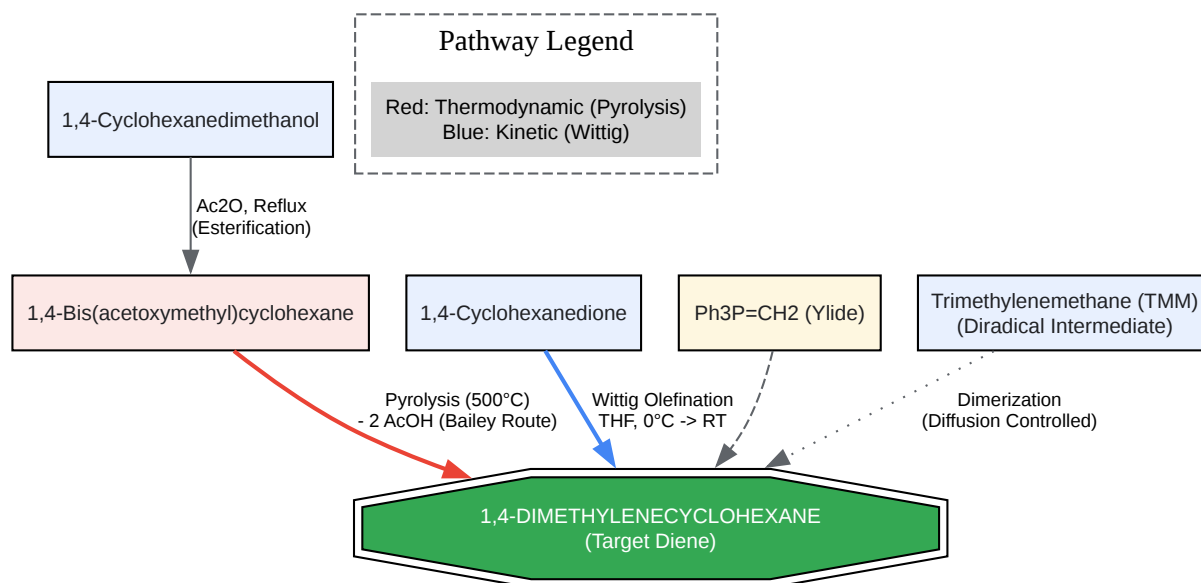 Pathway Legend
Red: Thermodynamic (Pyrolysis)
Blue: Kinetic (Wittig)
1,4-Cyclohexanedimethanol
Ac2O, Reflux
(Esterification)
1,4-Bis(acetoxymethyl)cyclohexane
1,4-Cyclohexanedione
Ph3P=CH2 (Ylide)
Trimethylenemethane (TMM)
(Diradical Intermediate)
Pyrolysis (500°C)
- 2 AcOH (Bailey Route)
Wittig Olefination
THF, 0°C -> RT
Dimerization
(Diffusion Controlled)
1,4-DIMETHYLENECYCLOHEXANE
(Target Diene)